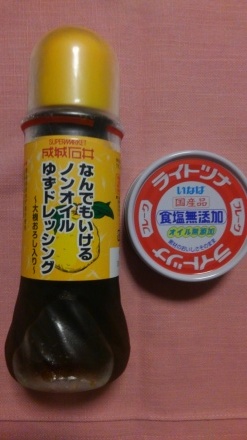 SUPERMARKET
成城石井
なんでもいける
ノンオイル
ゆずドレッシング
～大根おろし入り～
ライトツナ
フレーク
いなば
国産品
食塩無添加
オイル無添加
フレーク
ライトツナ